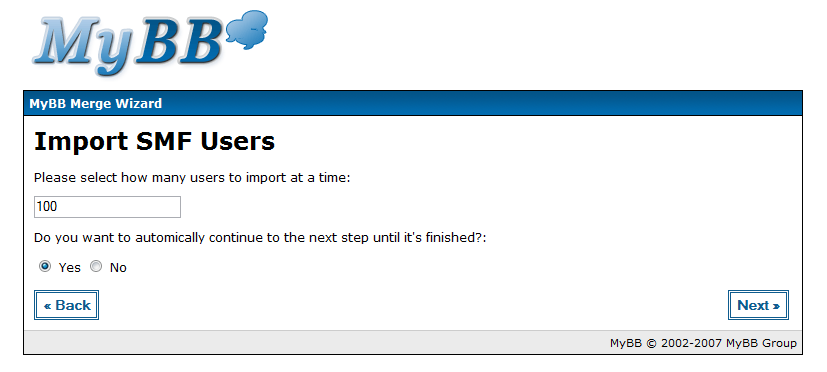 MyBB
MyBB Merge Wizard
Import SMF Users
Please select how many users to import at a time:
100
Do you want to automically continue to the next step until it's finished?:
Yes No
« Back Next »
MyBB © 2002-2007 MyBB Group